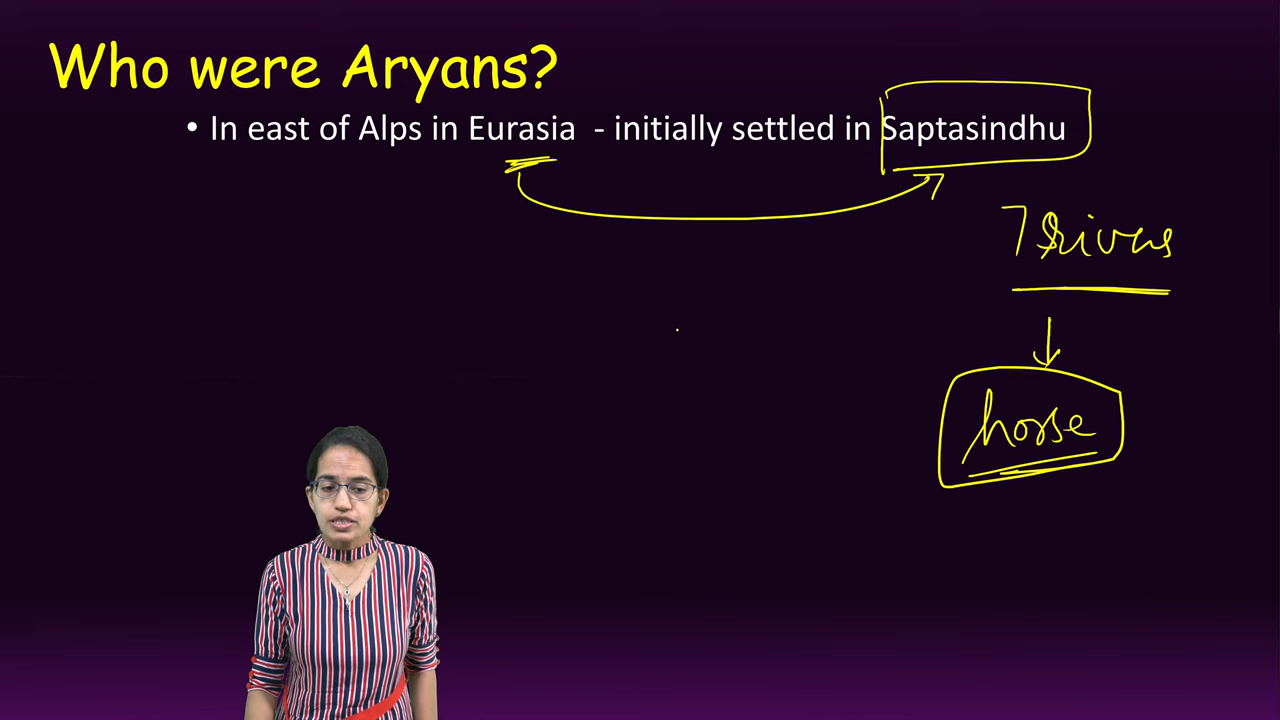 Who were Aryans?
• In east of Alps in Eurasia - initially settled in Saptasindhu
7 rivers
horse